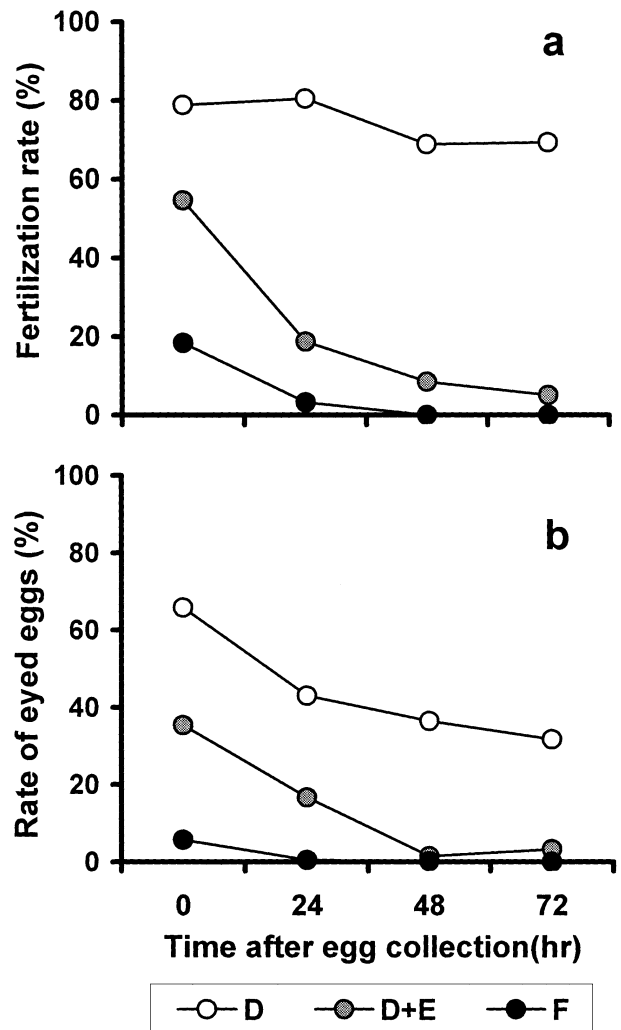 a
Fertilization rate (%)
100
80
60
40
20
0
b
Rate of eyed eggs (%)
100
80
60
40
20
0
0 24 48 72
Time after egg collection(hr)
D D+E F